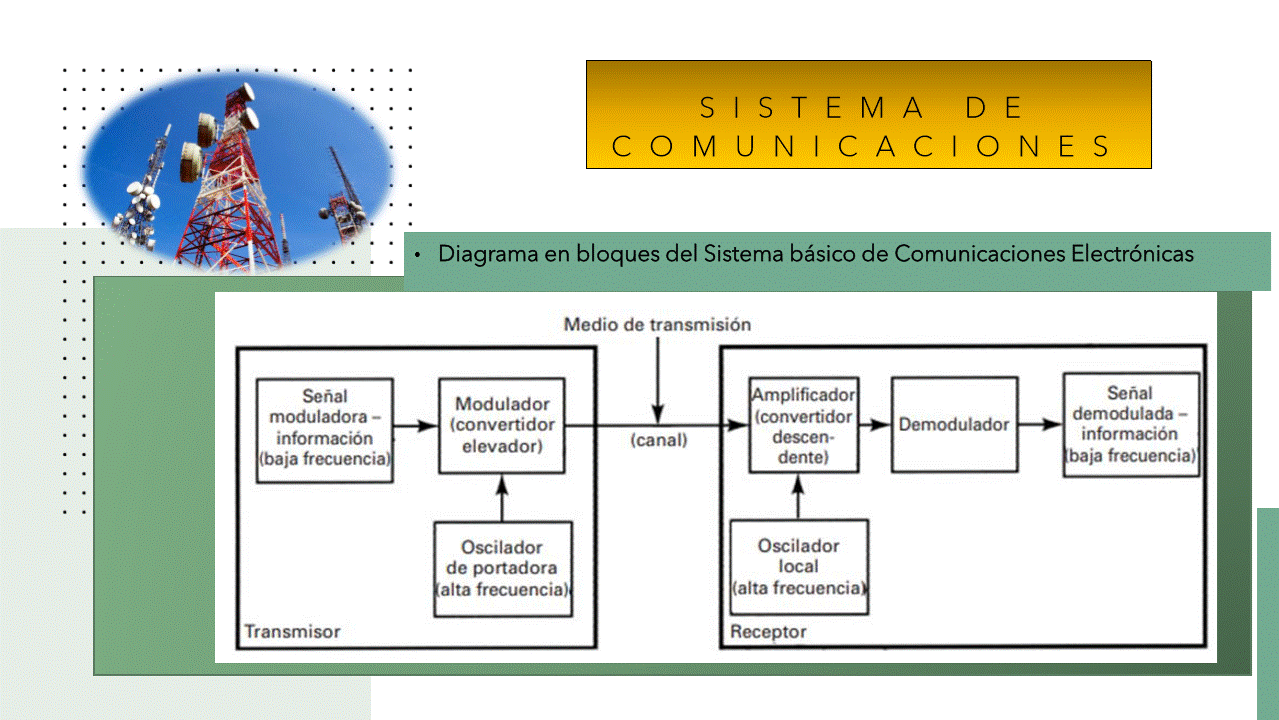 SISTEMA DE
COMUNICACIONES
• Diagrama en bloques del Sistema básico de Comunicaciones Electrónicas
Medio de transmisión
Señal
moduladora –
información
(baja frecuencia)
Modulador
(convertidor
elevador)
(canal)
Amplificador
(convertidor
descen-
dente)
Demodulador
Señal
demodulada –
información
(baja frecuencia)
Oscilador
de portadora
(alta frecuencia)
Oscilador
local
(alta frecuencia)
Transmisor
Receptor